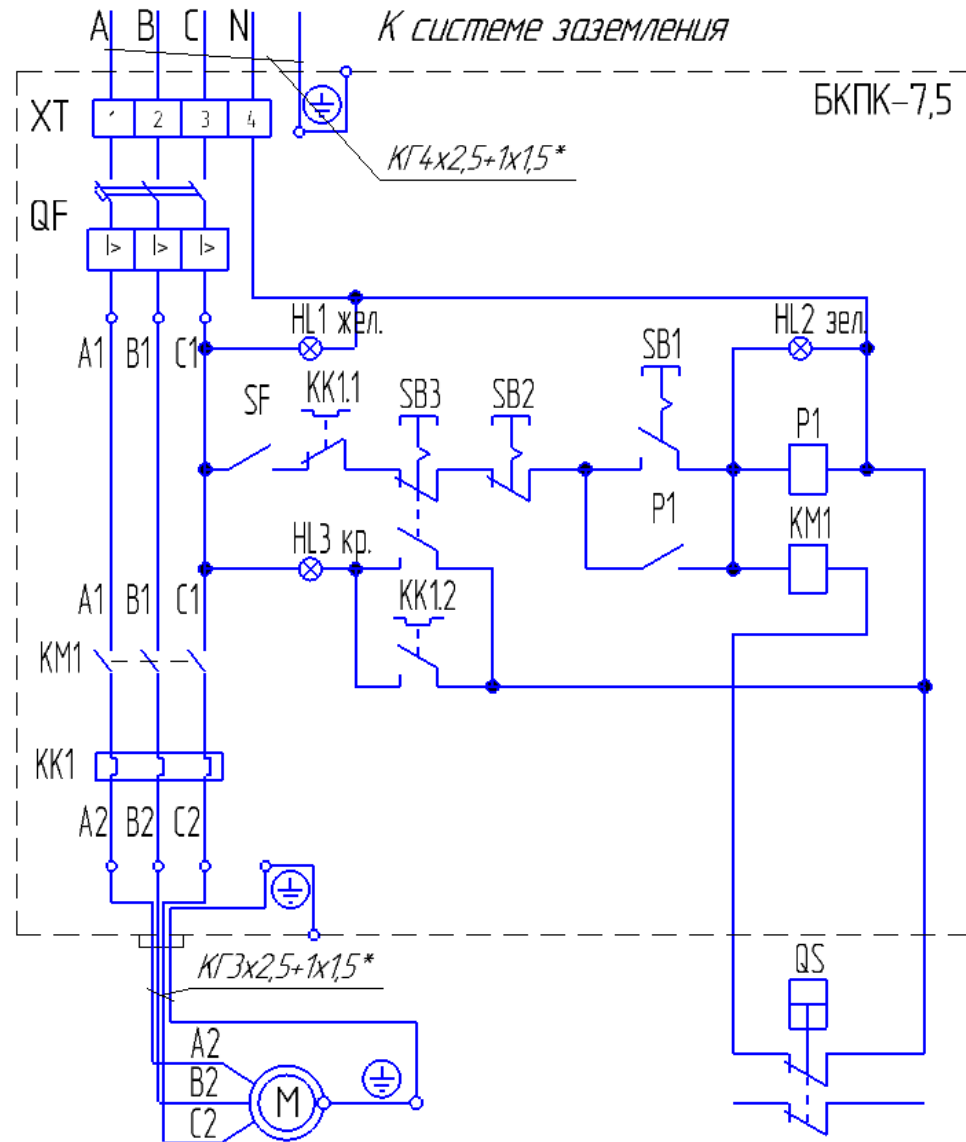 A B C N К системе заземления
БКПК-7,5
XT 1 2 3 4
КГ4х2,5+1х1,5*
QF
I> I> I>
HL1 жел. HL2 зел.
A1 B1 C1 SB1
SF KK1.1 SB3 SB2
P1
P1
HL3 кр. KM1
A1 B1 C1 KK1.2
KM1
KK1
A2 B2 C2
КГ3х2,5+1х1,5*
QS
A2
B2
M
C2